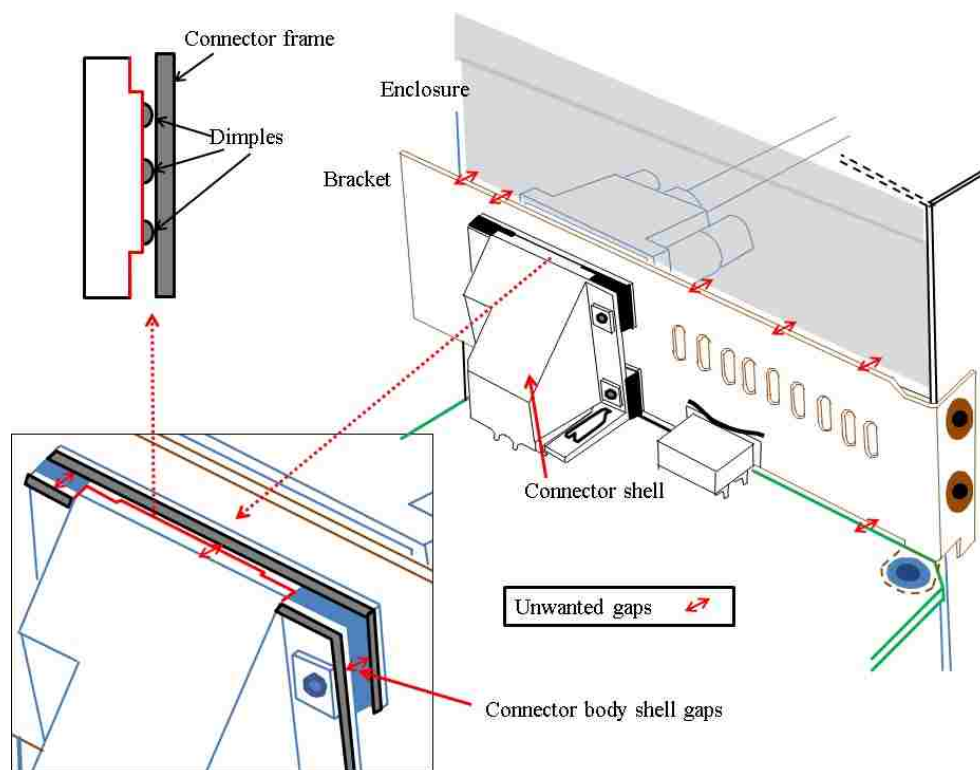 Connector frame
Enclosure
Dimples
Bracket
Connector shell
Unwanted gaps
Connector body shell gaps